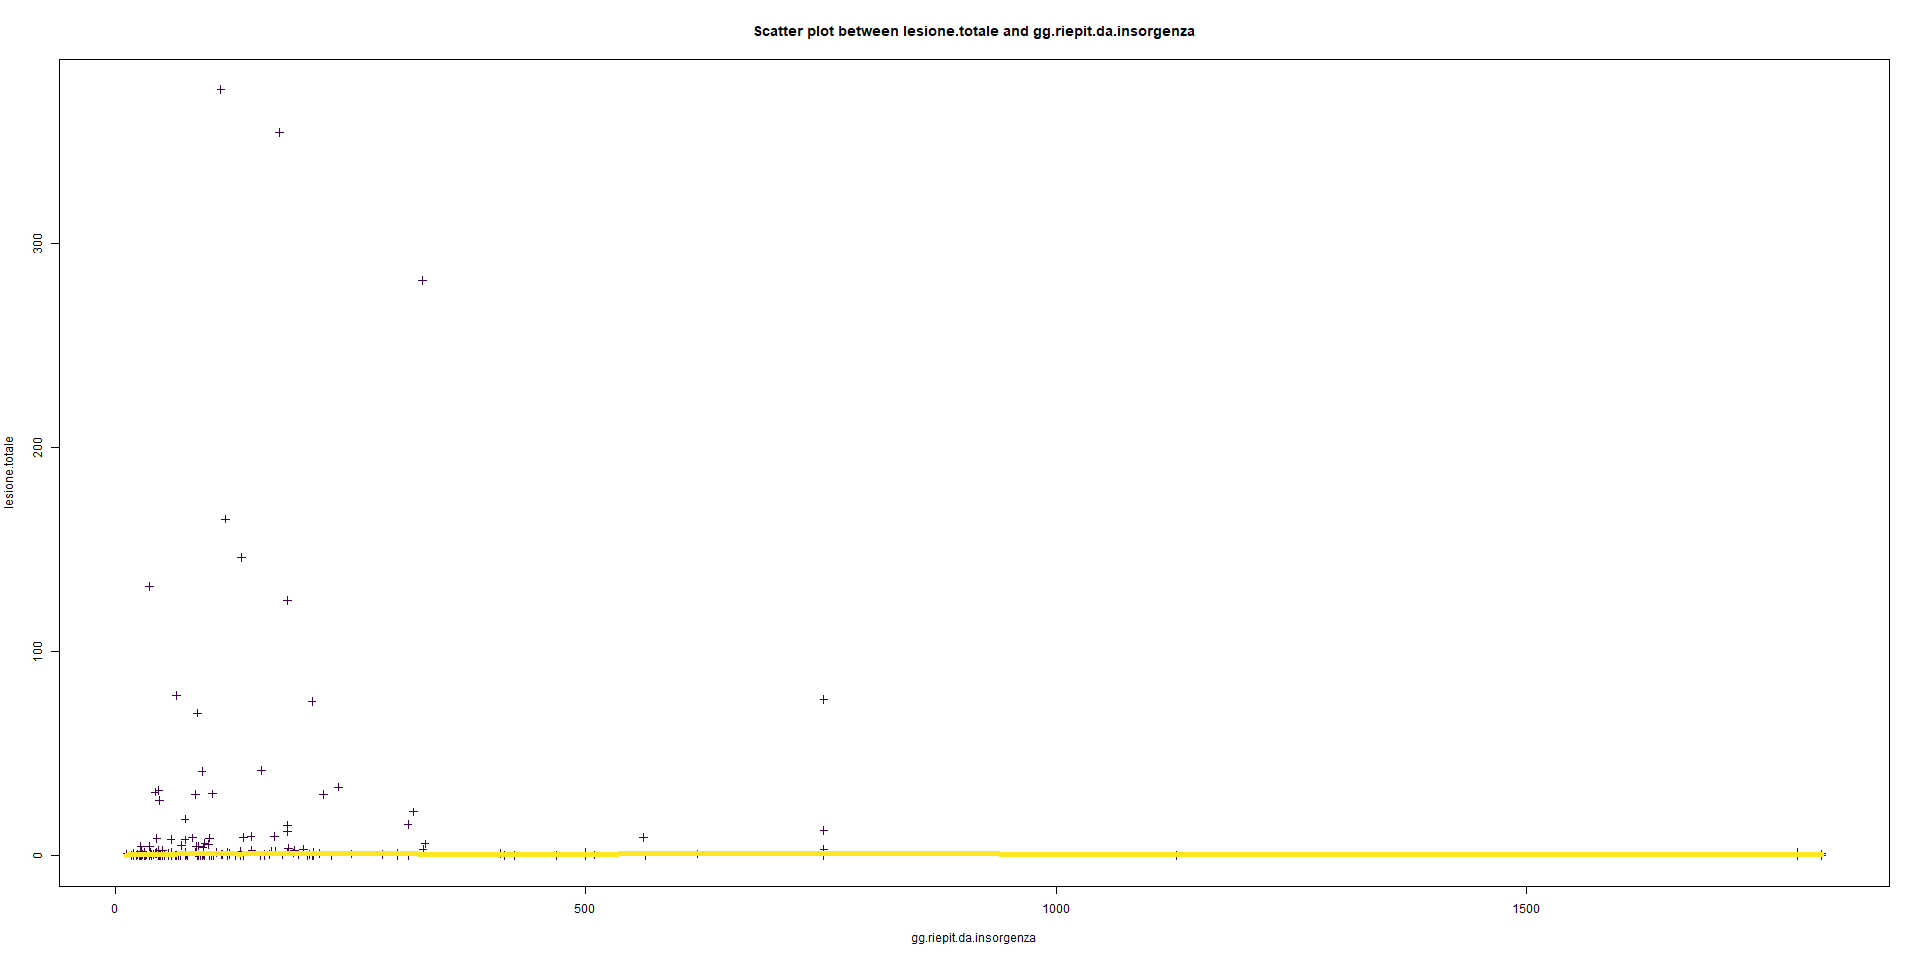 Scatter plot between lesione.totale and gg.riepit.da.insorgenza
300
200
100
0
lesione.totale
0 500 1000 1500
gg.riepit.da.insorgenza